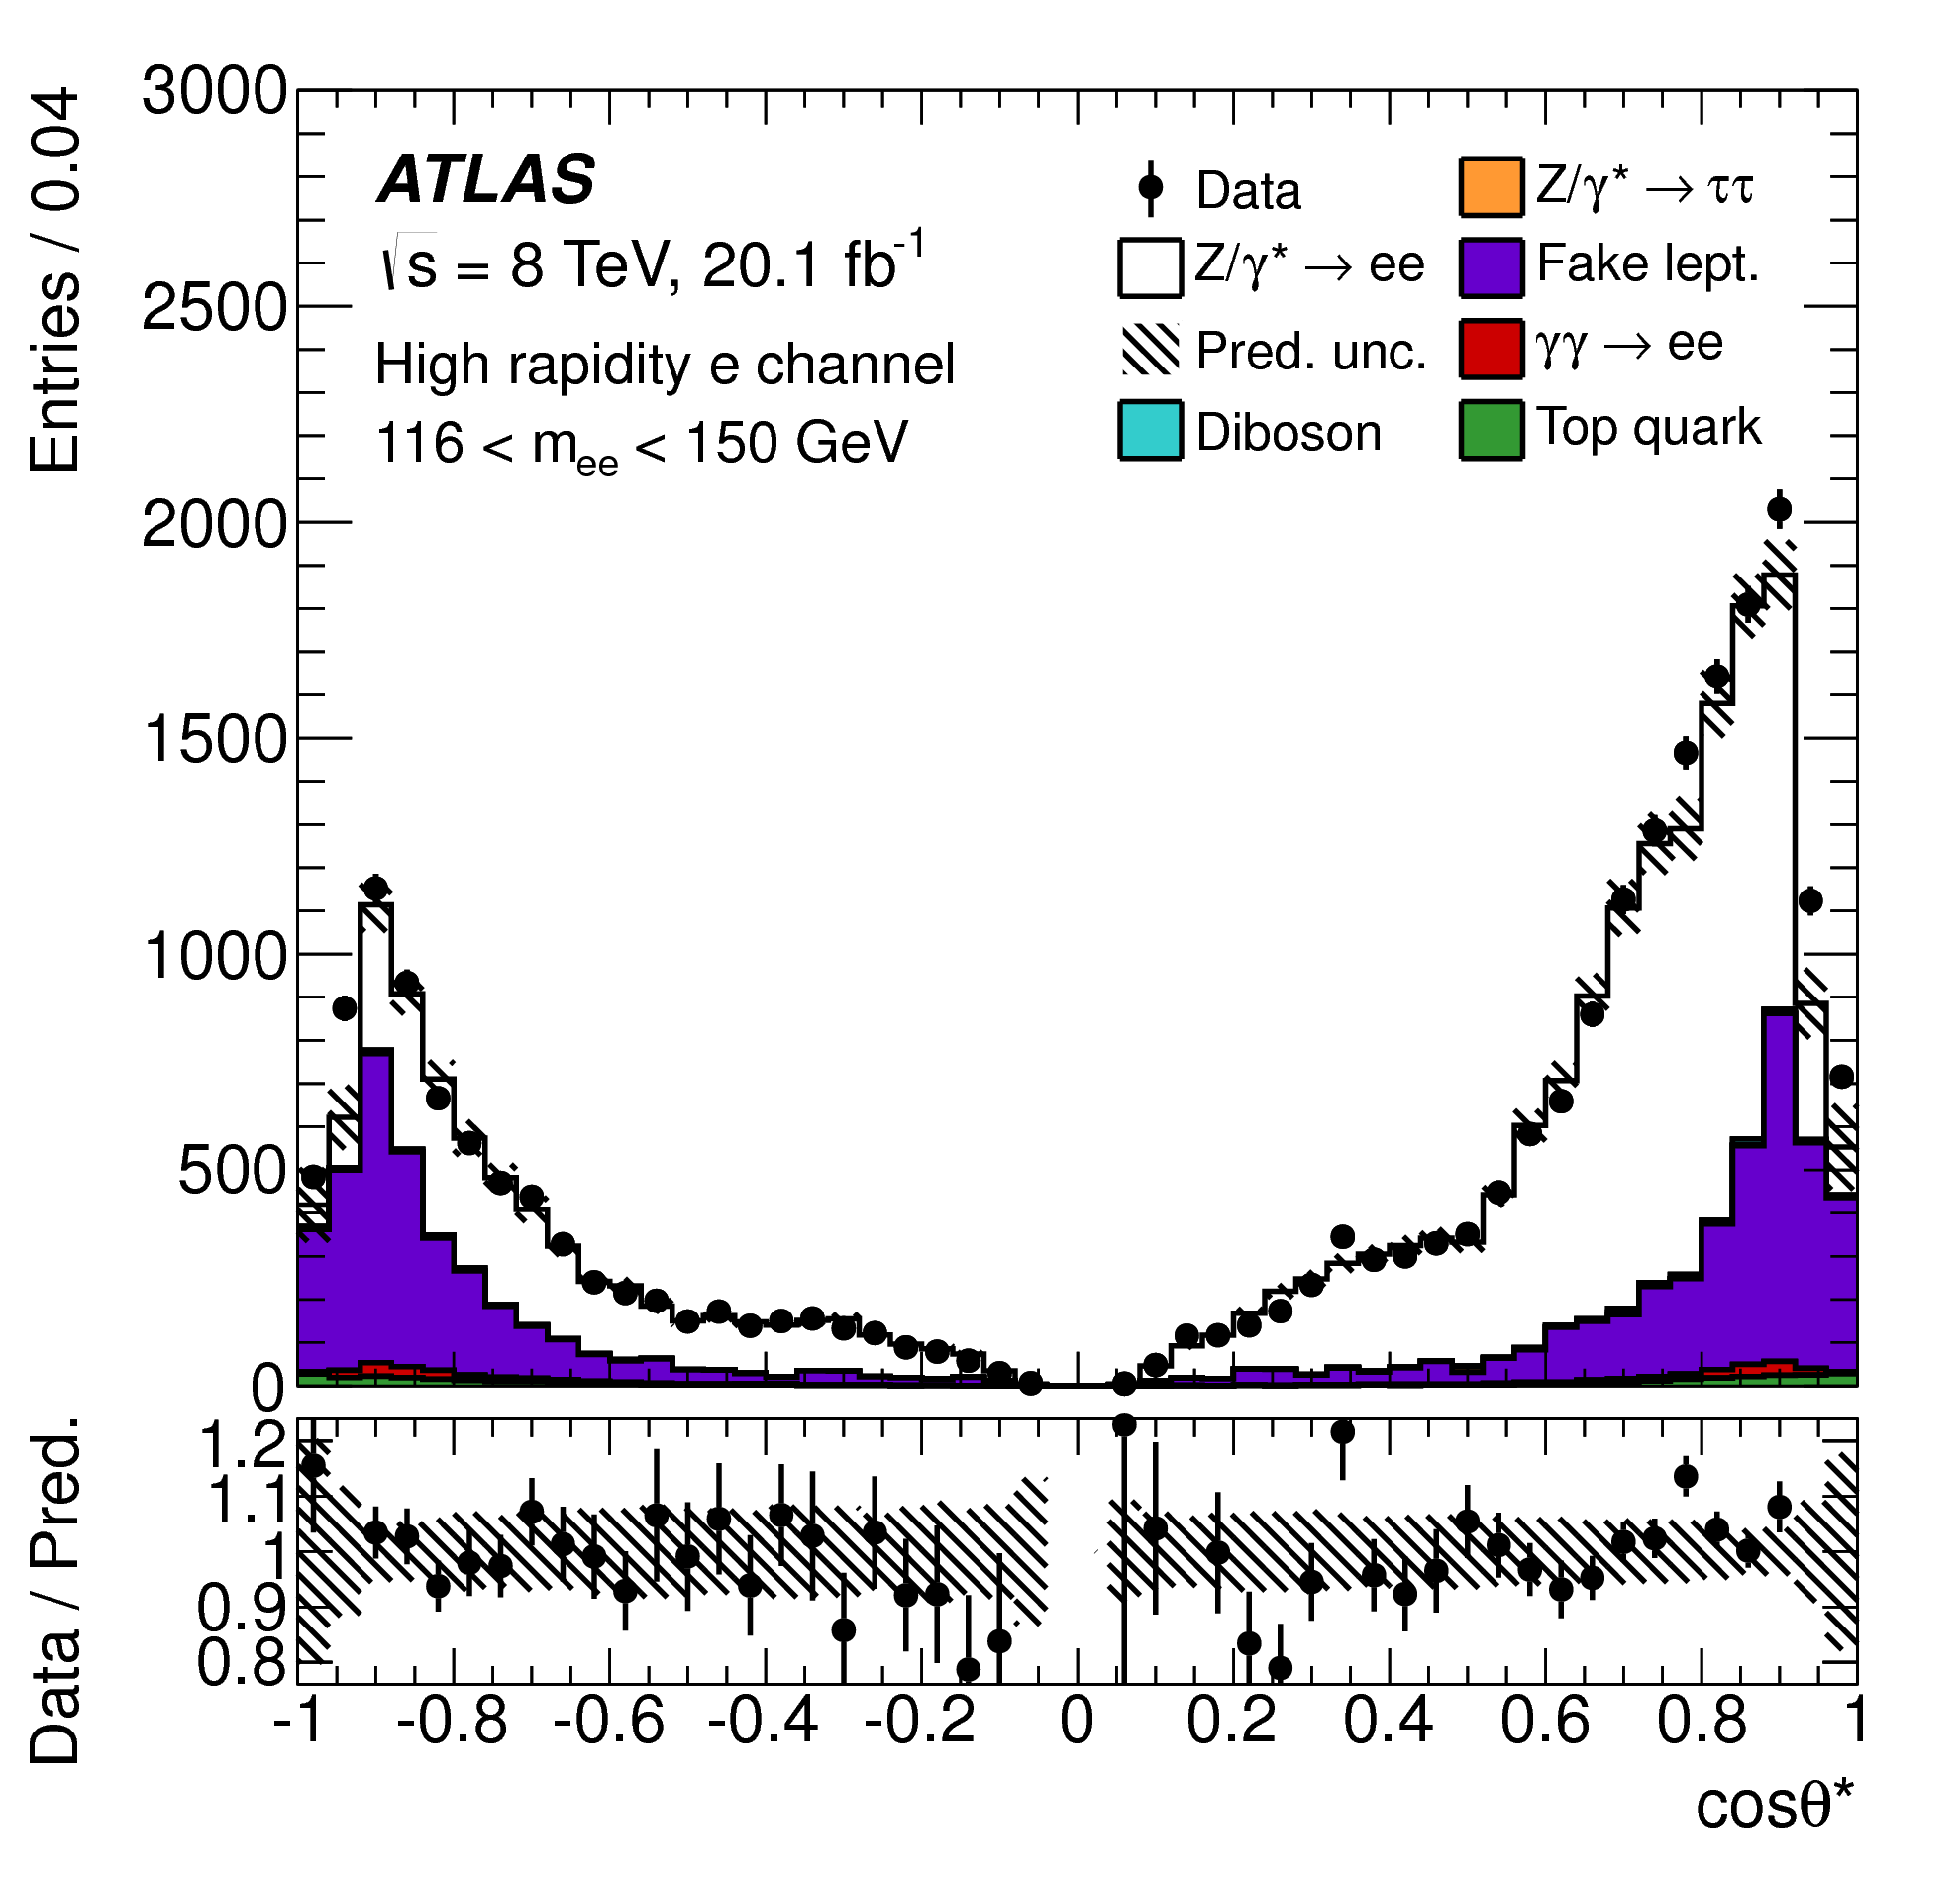 Entries / 0.04
3000
2500
2000
1500
1000
500
0
ATLAS
√s = 8 TeV, 20.1 fb⁻¹
High rapidity e channel
116 < mₑₑ < 150 GeV
Data
Z/γ* → ee
Pred. unc.
Diboson
Z/γ* → ττ
Fake lept.
γγ → ee
Top quark
Data / Pred.
1.2
1.1
1
0.9
0.8
-1 -0.8 -0.6 -0.4 -0.2 0 0.2 0.4 0.6 0.8 1
cosθ*